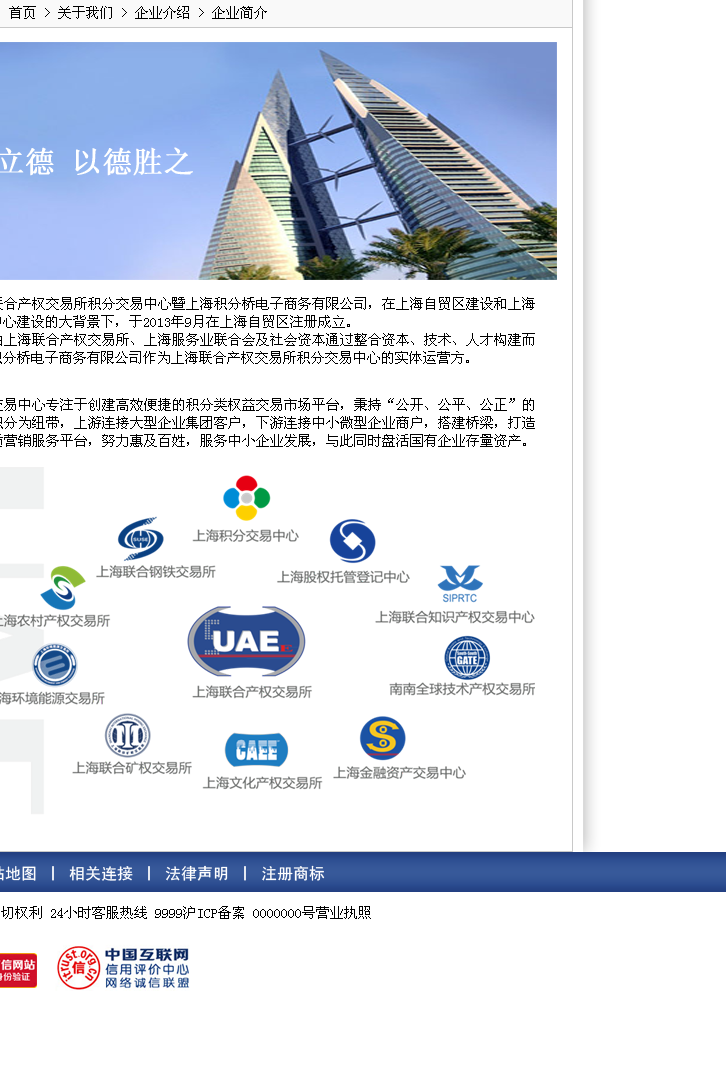 首页 > 关于我们 > 企业介绍 > 企业简介
立德 以德胜之
合产权交易所积分交易中心暨上海积分桥电子商务有限公司，在上海自贸区建设和上海
中心建设的大背景下，于2013年9月在上海自贸区注册成立。
由上海联合产权交易所、上海服务业联合会及社会资本通过整合资本、技术、人才构建而
积分桥电子商务有限公司作为上海联合产权交易所积分交易中心的实体运营方。
交易中心专注于创建高效便捷的积分类权益交易市场平台，秉持“公开、公平、公正”的
积分为纽带，上游连接大型企业集团客户，下游连接中小微型企业商户，搭建桥梁，打造
营销服务平台，努力惠及百姓，服务中小企业发展，与此同时盘活国有企业存量资产。
上海积分交易中心
上海联合钢铁交易所
上海股权托管登记中心
SIPRTC
上海农村产权交易所
上海联合知识产权交易中心
UAEE
上海联合产权交易所
GATE
南南全球技术产权交易所
海环境能源交易所
上海联合矿权交易所
CAEE
上海文化产权交易所
上海金融资产交易中心
站地图 | 相关连接 | 法律声明 | 注册商标
切权利 24小时客服热线 9999沪ICP备案 0000000号营业执照
信网站
身份验证
itrust.org.cn
信
中国互联网
信用评价中心
网络诚信联盟